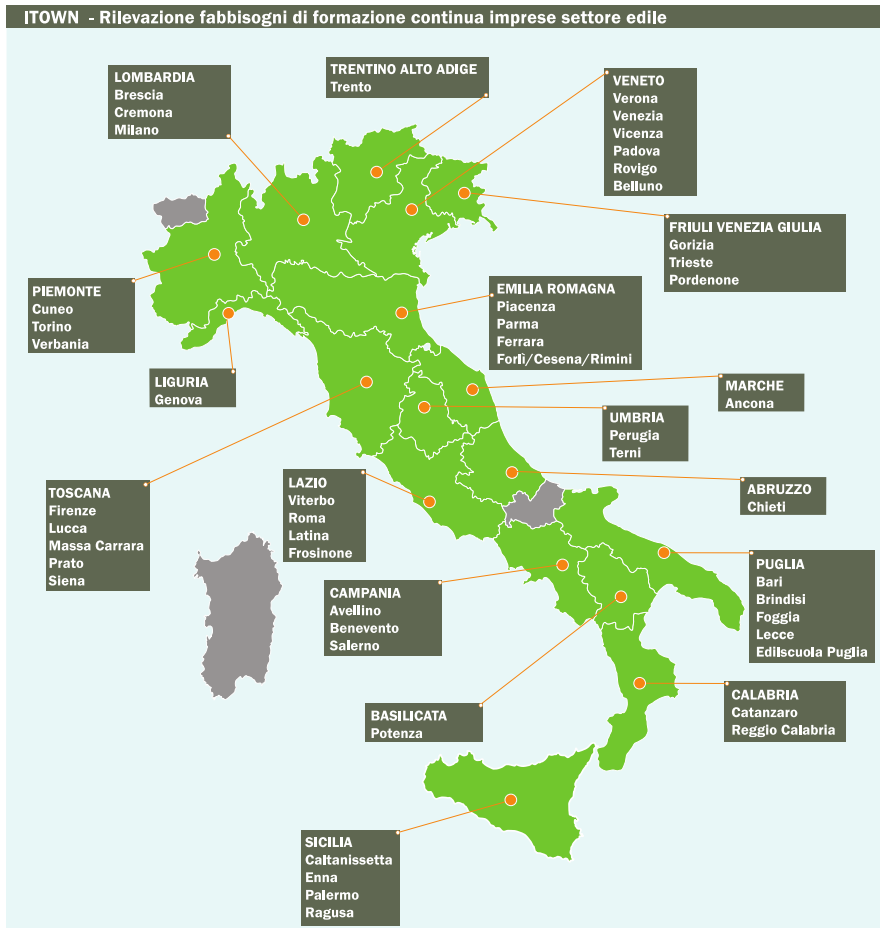 ITOWN - Rilevazione fabbisogni di formazione continua imprese settore edile
LOMBARDIA
Brescia
Cremona
Milano
TRENTINO ALTO ADIGE
Trento
VENETO
Verona
Venezia
Vicenza
Padova
Rovigo
Belluno
FRIULI VENEZIA GIULIA
Gorizia
Trieste
Pordenone
PIEMONTE
Cuneo
Torino
Verbania
EMILIA ROMAGNA
Piacenza
Parma
Ferrara
Forlì/Cesena/Rimini
LIGURIA
Genova
MARCHE
Ancona
UMBRIA
Perugia
Terni
TOSCANA
Firenze
Lucca
Massa Carrara
Prato
Siena
LAZIO
Viterbo
Roma
Latina
Frosinone
ABRUZZO
Chieti
CAMPANIA
Avellino
Benevento
Salerno
PUGLIA
Bari
Brindisi
Foggia
Lecce
Edilscuola Puglia
BASILICATA
Potenza
CALABRIA
Catanzaro
Reggio Calabria
SICILIA
Caltanissetta
Enna
Palermo
Ragusa